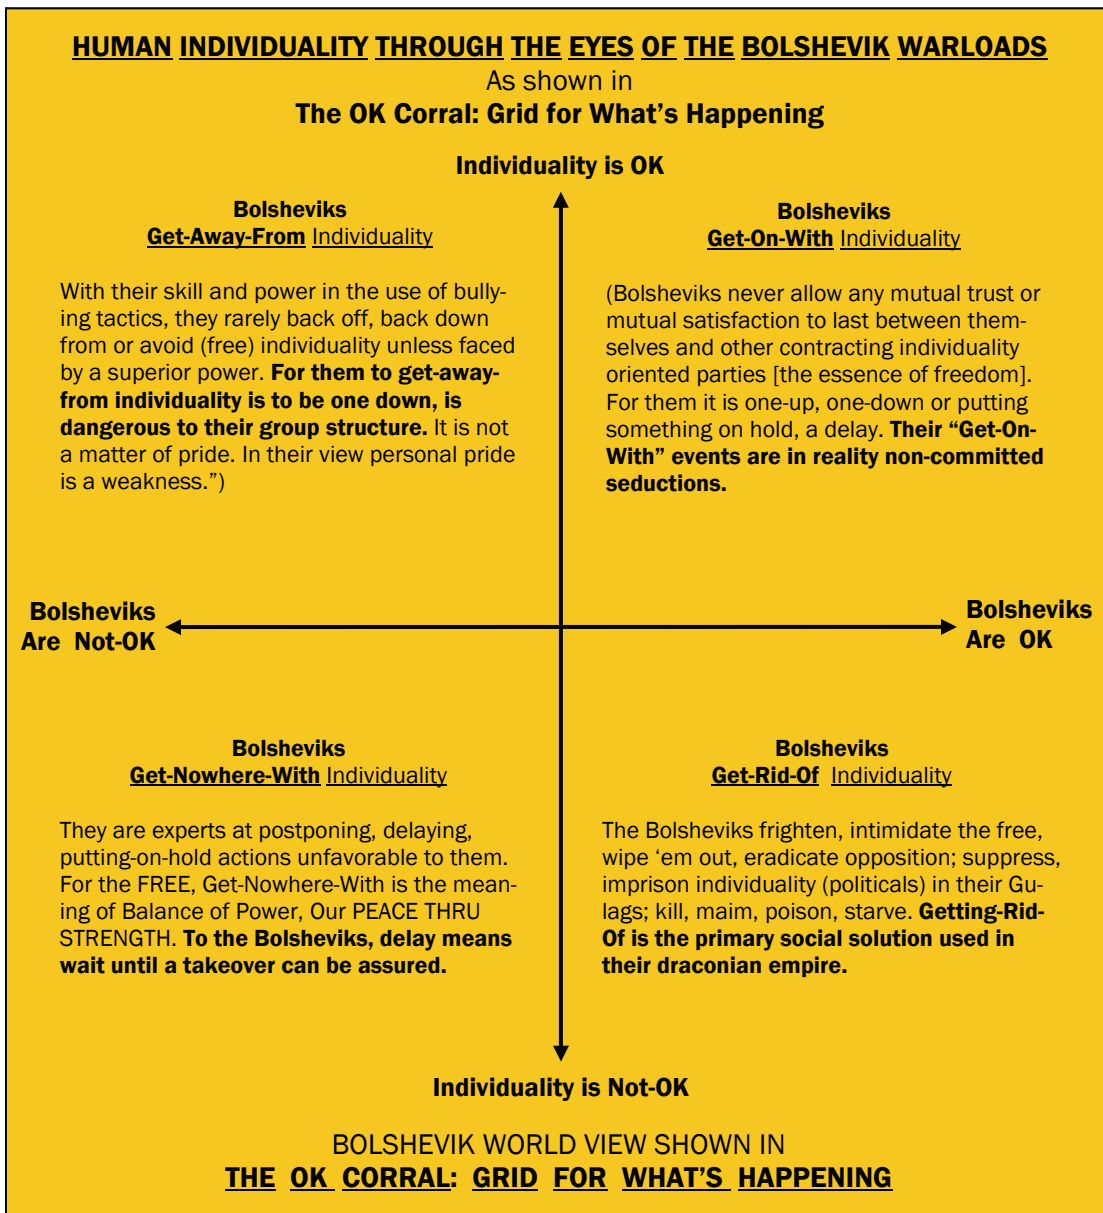 HUMAN INDIVIDUALITY THROUGH THE EYES OF THE BOLSHEVIK WARLOADS
As shown in
The OK Corral: Grid for What's Happening
Individuality is OK
Bolsheviks
Get-Away-From Individuality
With their skill and power in the use of bully-
ing tactics, they rarely back off, back down
from or avoid (free) individuality unless faced
by a superior power. For them to get-away-
from individuality is to be one down, is
dangerous to their group structure. It is not
a matter of pride. In their view personal pride
is a weakness.”)
Bolsheviks
Get-On-With Individuality
(Bolsheviks never allow any mutual trust or
mutual satisfaction to last between them-
selves and other contracting individuality
oriented parties [the essence of freedom].
For them it is one-up, one-down or putting
something on hold, a delay. Their “Get-On-
With” events are in reality non-committed
seductions.
Bolsheviks
Are Not-OK
Bolsheviks
Are OK
Bolsheviks
Get-Nowhere-With Individuality
They are experts at postponing, delaying,
putting-on-hold actions unfavorable to them.
For the FREE, Get-Nowhere-With is the mean-
ing of Balance of Power, Our PEACE THRU
STRENGTH. To the Bolsheviks, delay means
wait until a takeover can be assured.
Bolsheviks
Get-Rid-Of Individuality
The Bolsheviks frighten, intimidate the free,
wipe ‘em out, eradicate opposition; suppress,
imprison individuality (politicals) in their Gu-
lags; kill, maim, poison, starve. Getting-Rid-
Of is the primary social solution used in
their draconian empire.
Individuality is Not-OK
BOLSHEVIK WORLD VIEW SHOWN IN
THE OK CORRAL: GRID FOR WHAT'S HAPPENING